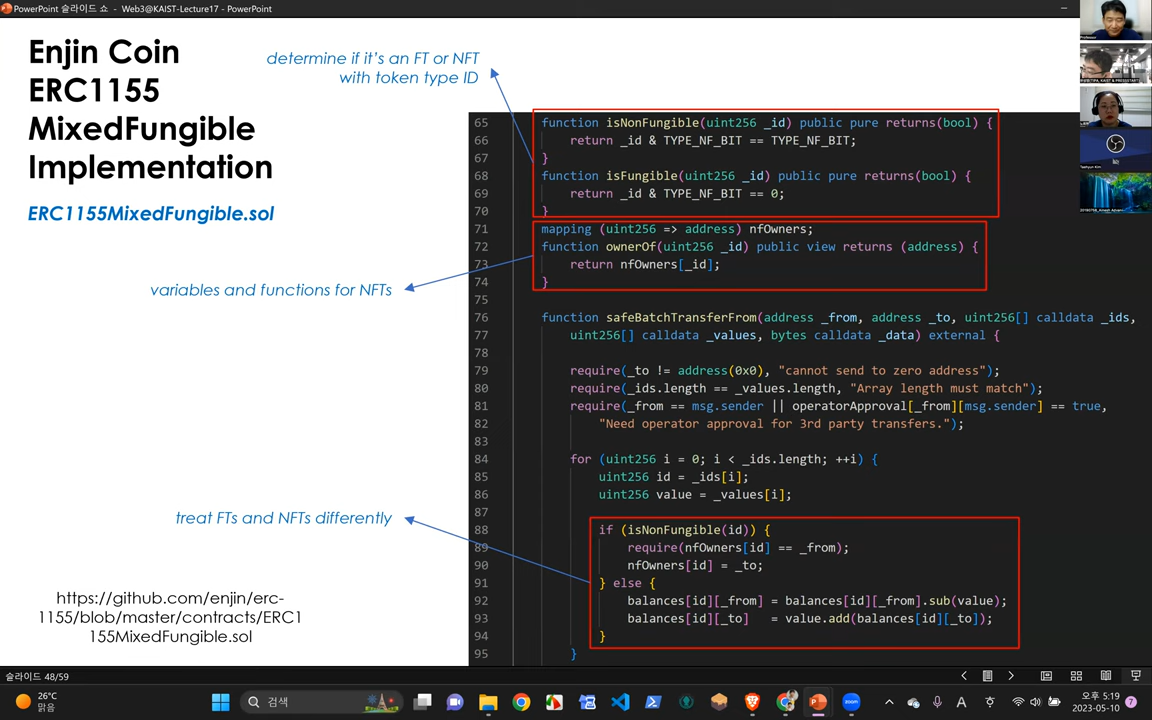 PowerPoint 슬라이드 쇼 - Web3@KAIST-Lecture17 - PowerPoint
Enjin Coin
ERC1155
MixedFungible
Implementation
ERC1155MixedFungible.sol
determine if it's an FT or NFT
with token type ID
variables and functions for NFTs
treat FTs and NFTs differently
https://github.com/enjin/erc-
1155/blob/master/contracts/ERC1
155MixedFungible.sol
65 function isNonFungible(uint256 _id) public pure returns(bool) {
66 return _id & TYPE_NF_BIT == TYPE_NF_BIT;
67 }
68 function isFungible(uint256 _id) public pure returns(bool) {
69 return _id & TYPE_NF_BIT == 0;
70 }
71 mapping (uint256 => address) nfOwners;
72 function ownerOf(uint256 _id) public view returns (address) {
73 return nfOwners[_id];
74 }
75
76 function safeBatchTransferFrom(address _from, address _to, uint256[] calldata _ids,
77 uint256[] calldata _values, bytes calldata _data) external {
78
79 require(_to != address(0x0), "cannot send to zero address");
80 require(_ids.length == _values.length, "Array length must match");
81 require(_from == msg.sender || operatorApproval[_from][msg.sender] == true,
82 "Need operator approval for 3rd party transfers.");
83
84 for (uint256 i = 0; i < _ids.length; ++i) {
85 uint256 id = _ids[i];
86 uint256 value = _values[i];
87
88 if (isNonFungible(id)) {
89 require(nfOwners[id] == _from);
90 nfOwners[id] = _to;
91 } else {
92 balances[id][_from] = balances[id][_from].sub(value);
93 balances[id][_to] = value.add(balances[id][_to]);
94 }
95 }
Professor
Taehyun Kim
슬라이드 48/59
26°C
맑음
검색
A
오후 5:19
2023-05-10
7